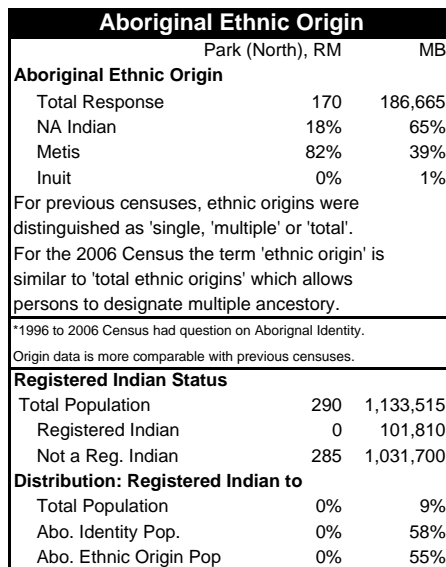 Aboriginal Ethnic Origin
Park (North), RM MB
Aboriginal Ethnic Origin
Total Response 170 186,665
NA Indian 18% 65%
Metis 82% 39%
Inuit 0% 1%
For previous censuses, ethnic origins were
distinguished as 'single, 'multiple' or 'total'.
For the 2006 Census the term 'ethnic origin' is
similar to 'total ethnic origins' which allows
persons to designate multiple ancestory.
*1996 to 2006 Census had question on Aborignal Identity.
Origin data is more comparable with previous censuses.
Registered Indian Status
Total Population 290 1,133,515
Registered Indian 0 101,810
Not a Reg. Indian 285 1,031,700
Distribution: Registered Indian to
Total Population 0% 9%
Abo. Identity Pop. 0% 58%
Abo. Ethnic Origin Pop 0% 55%